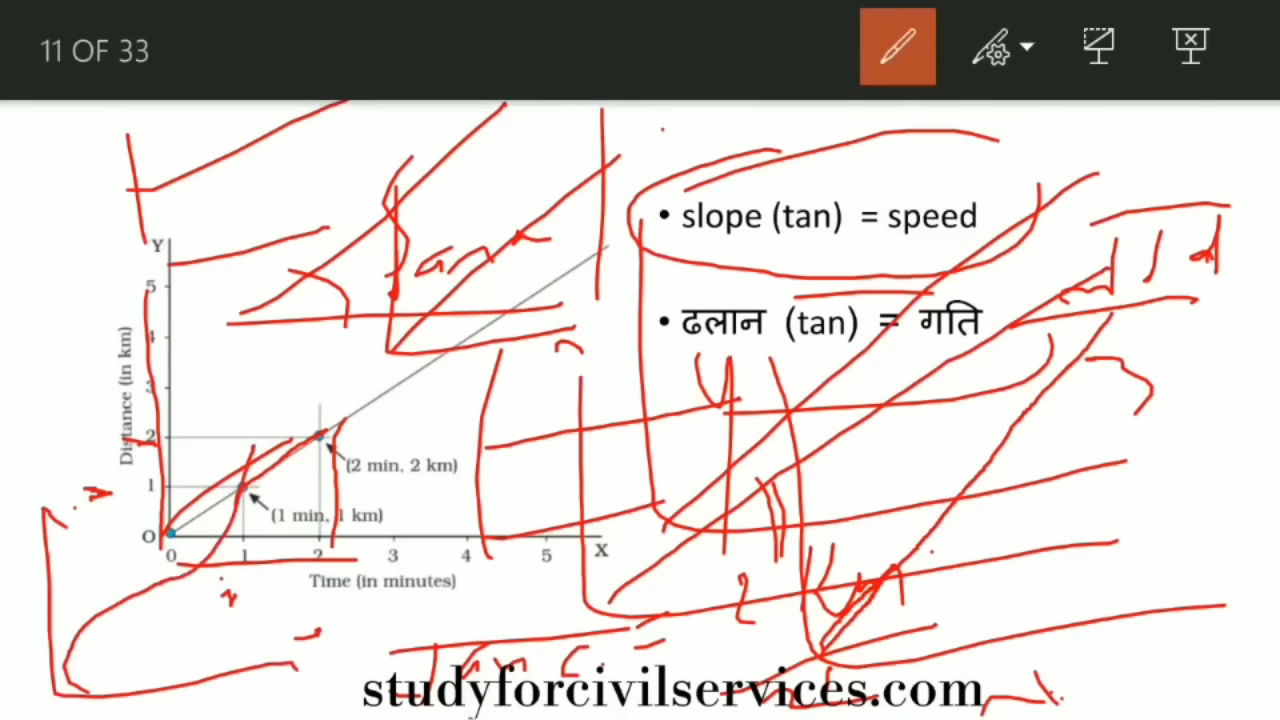 11 OF 33
• slope (tan) = speed
• ढलान (tan) = गति
Y
5
4
3
2
1
O
Distance (in km)
(2 min, 2 km)
(1 min, 1 km)
0 1 2 3 4 5 X
Time (in minutes)
studyforcivilservices.com